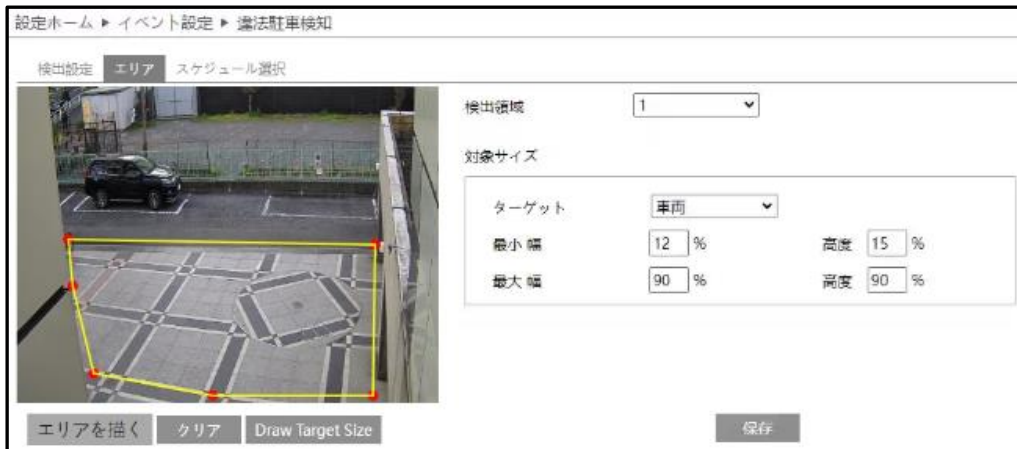 設定ホーム ▶ イベント設定 ▶ 違法駐車検知
検出設定 エリア スケジュール選択
検出領域 1
対象サイズ
ターゲット 車両
最小 幅 12 % 高度 15 %
最大 幅 90 % 高度 90 %
エリアを描く クリア Draw Target Size 保存